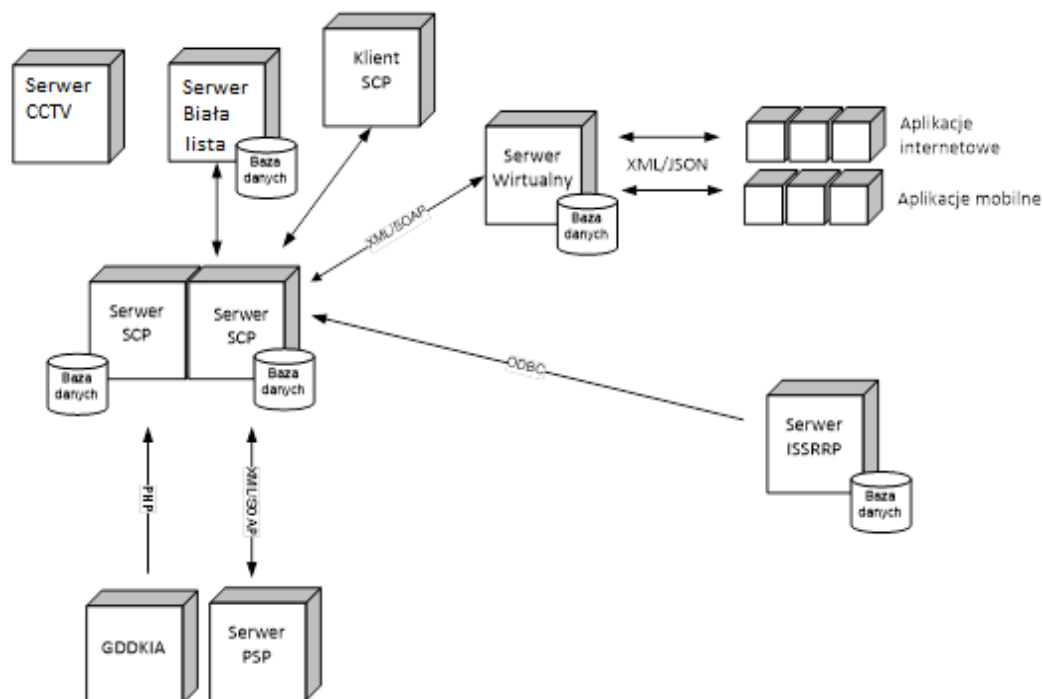 Serwer
CCTV
Serwer
Biała
lista
Baza
danych
Klient
SCP
Serwer
Wirtualny
Baza
danych
XML/JSON
Aplikacje
internetowe
Aplikacje mobilne
XML/SOAP
Serwer
SCP
Baza
danych
Serwer
SCP
Baza
danych
ODBC
Serwer
ISSRRP
Baza
danych
PHP
XML/SOAP
GDDKIA
Serwer
PSP